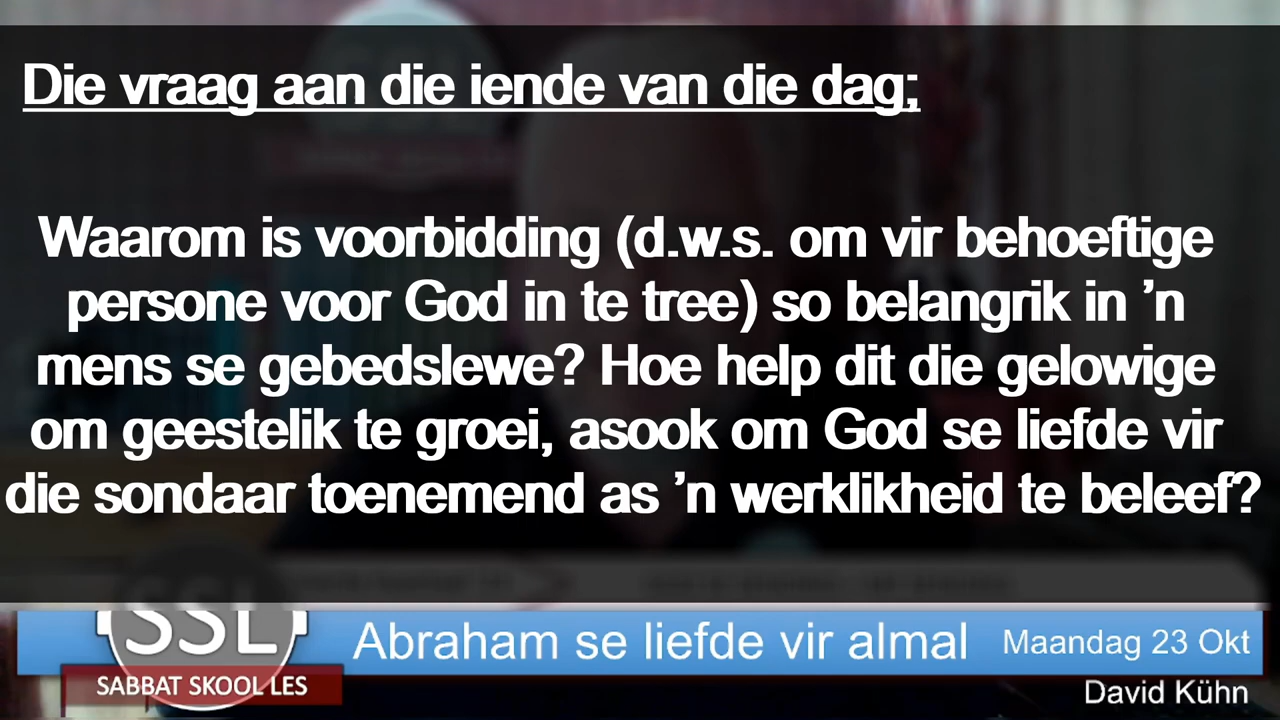 Die vraag aan die iende van die dag;
Waarom is voorbidding (d.w.s. om vir behoeftige
persone voor God in te tree) so belangrik in ’n
mens se gebedslewe? Hoe help dit die gelowige
om geestelik te groei, asook om God se liefde vir
die sondaar toenemend as ’n werklikheid te beleef?
SSL
SABBAT SKOOL LES
Abraham se liefde vir almal
Maandag 23 Okt
David Kühn